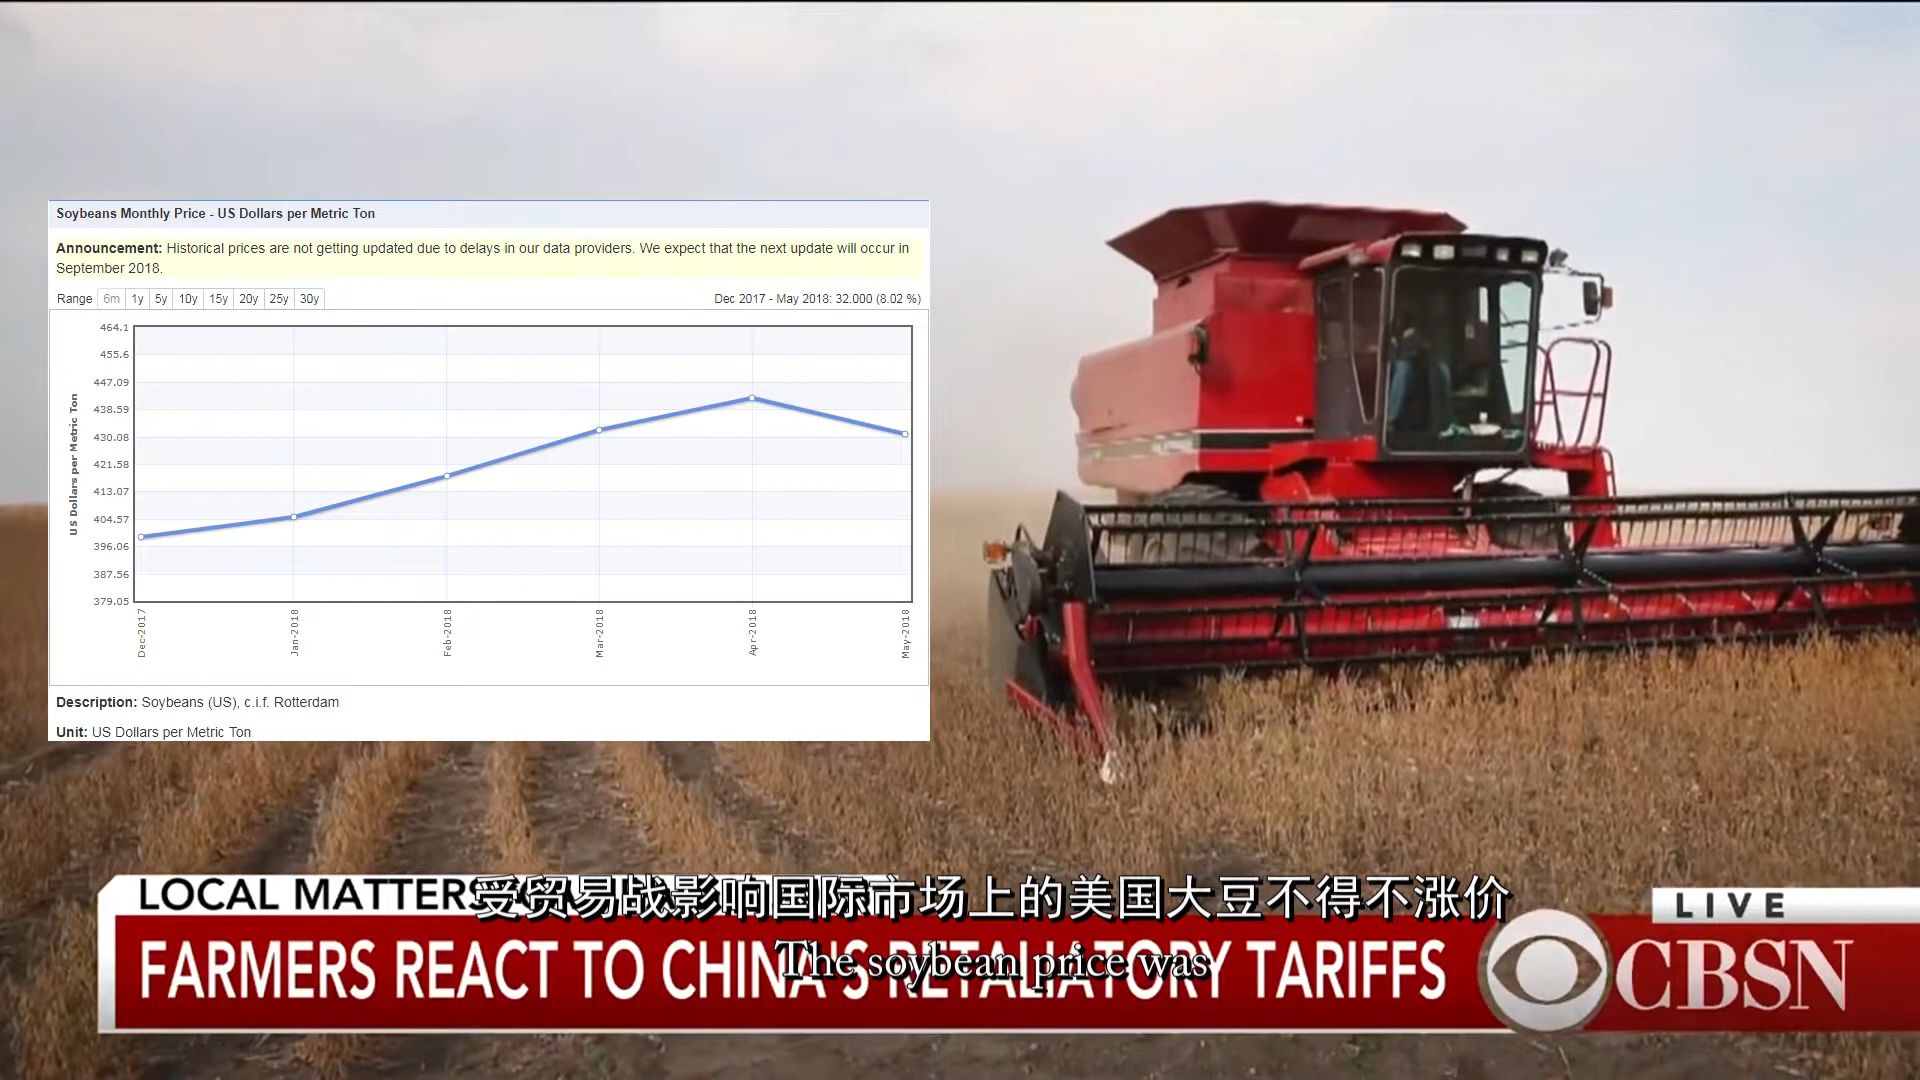 Soybeans Monthly Price - US Dollars per Metric Ton
Announcement: Historical prices are not getting updated due to delays in our data providers. We expect that the next update will occur in
September 2018.
Range 6m 1y 5y 10y 15y 20y 25y 30y
Dec 2017 - May 2018: 32.000 (8.02 %)
464.1
455.6
447.09
438.59
430.08
421.58
413.07
404.57
396.06
387.56
379.05
US Dollars per Metric Ton
Dec-2017
Jan-2018
Feb-2018
Mar-2018
Apr-2018
May-2018
Description: Soybeans (US), c.i.f. Rotterdam
Unit: US Dollars per Metric Ton
LOCAL MATTERS
受贸易战影响国际市场上的美国大豆不得不涨价
LIVE
FARMERS REACT TO CHINA'S RETALIATORY TARIFFS
The soybean price was
CBSN